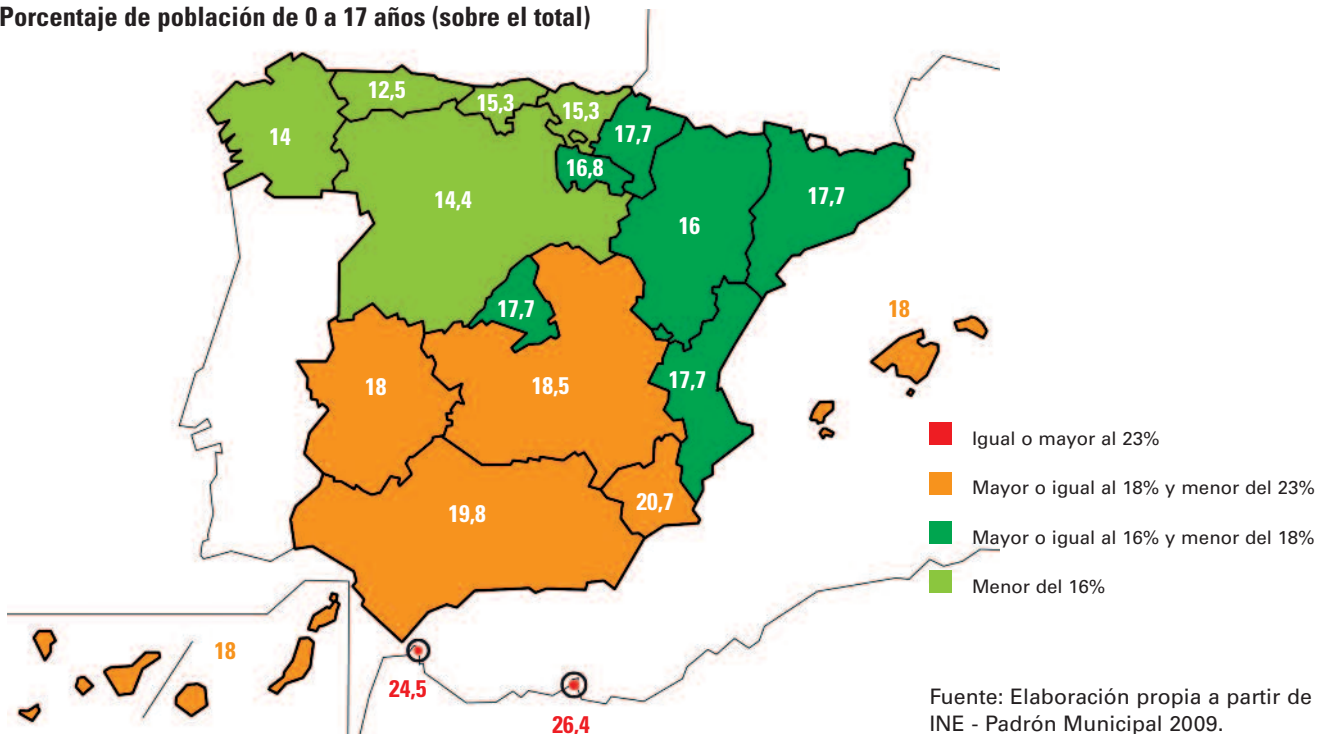 Porcentaje de población de 0 a 17 años (sobre el total)
12,5
15,3
15,3
14
17,7
16,8
14,4
17,7
16
17,7
18
18
18,5
17,7
19,8
20,7
18
24,5
26,4
Igual o mayor al 23%
Mayor o igual al 18% y menor del 23%
Mayor o igual al 16% y menor del 18%
Menor del 16%
Fuente: Elaboración propia a partir de
INE - Padrón Municipal 2009.